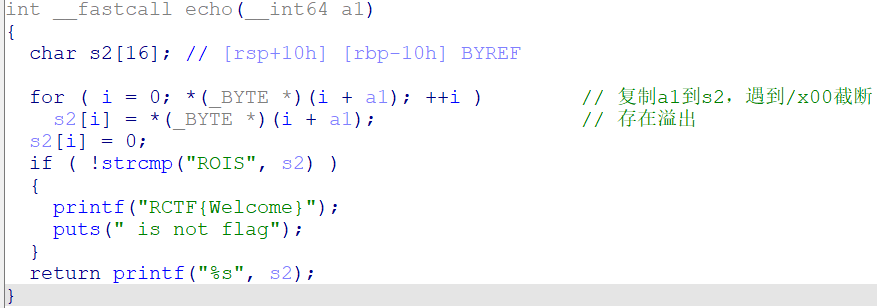 int __fastcall echo(__int64 a1)
{
  char s2[16]; // [rsp+10h] [rbp-10h] BYREF
  for ( i = 0; *(_BYTE *)(i + a1); ++i )          // 复制a1到s2，遇到/x00截断
    s2[i] = *(_BYTE *)(i + a1);                   // 存在溢出
  s2[i] = 0;
  if ( !strcmp("ROIS", s2) )
  {
    printf("RCTF{Welcome}");
    puts(" is not flag");
  }
  return printf("%s", s2);
}